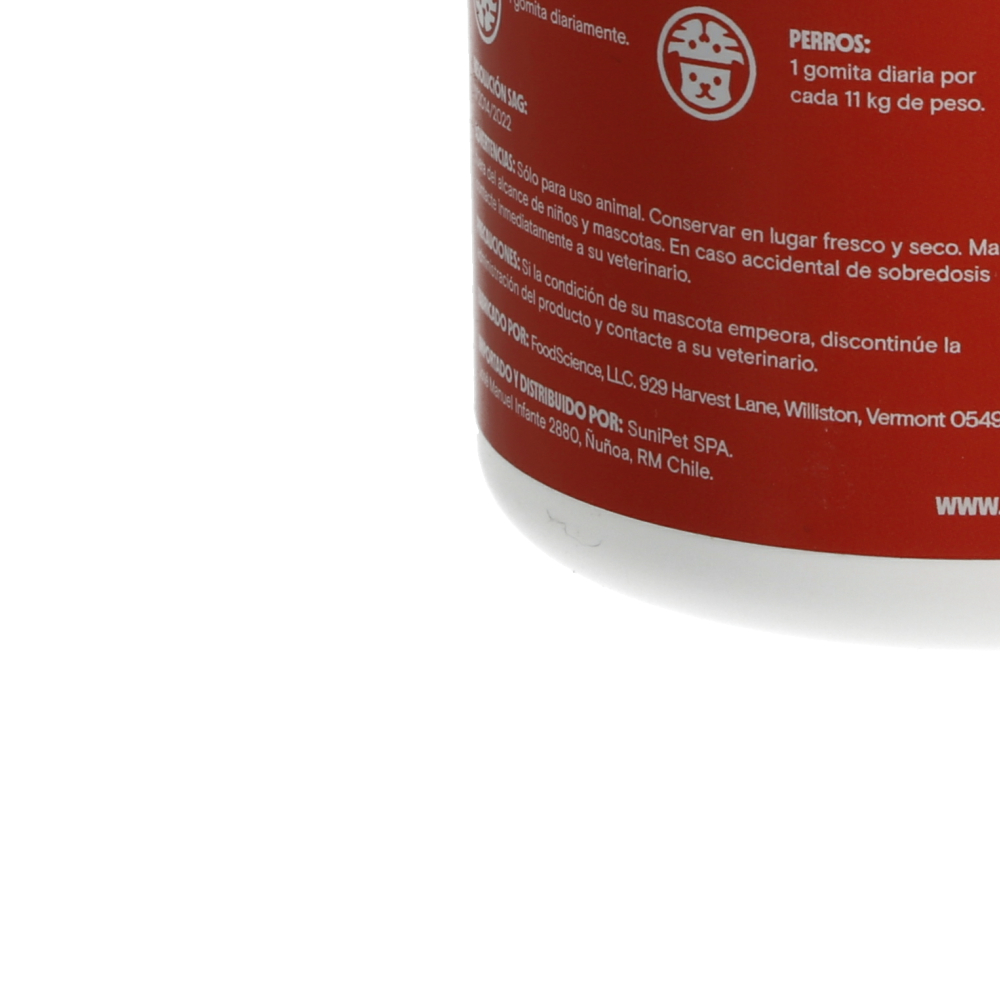 gomita diariamente.
PERROS:
1 gomita diaria por
cada 11 kg de peso.
SAG:
2014/2022
Sólo para uso animal. Conservar en lugar fresco y seco. Ma
del alcance de niños y mascotas. En caso accidental de sobredosis
inmediatamente a su veterinario.
Si la condición de su mascota empeora, discontinúe la
del producto y contacte a su veterinario.
POR: FoodScience, LLC. 929 Harvest Lane, Williston, Vermont 0549
Y DISTRIBUIDO POR: SuniPet SPA.
Manuel Infante 2880, Ñuñoa, RM Chile.
www.